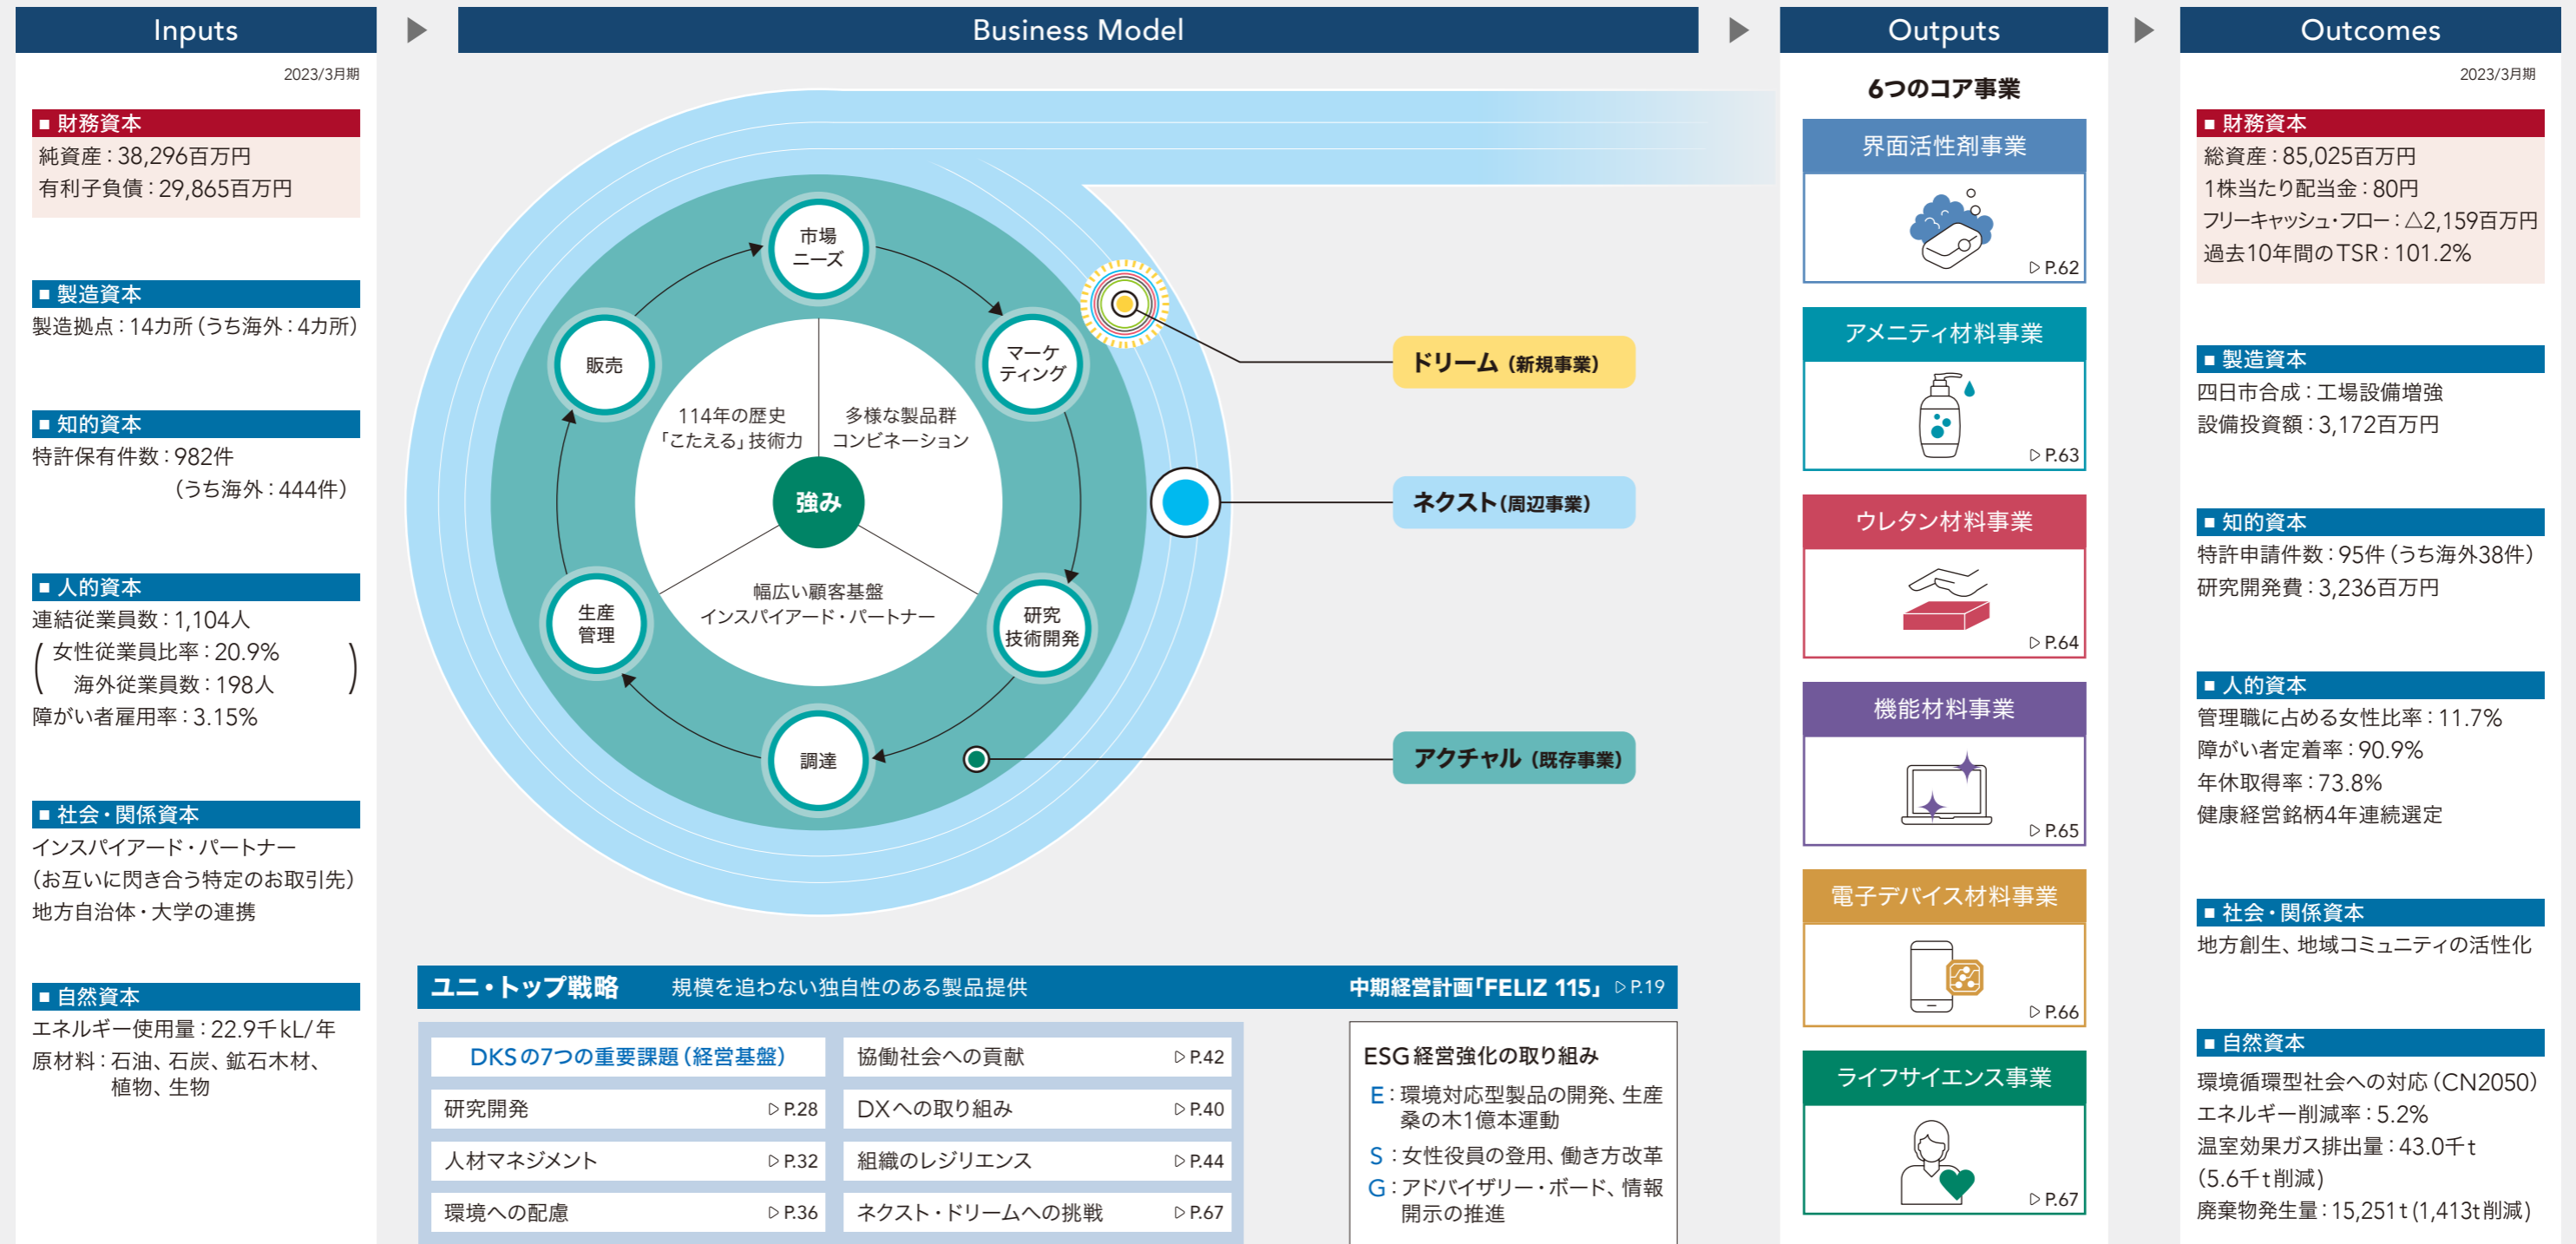 Inputs
2023/3月期
■ 財務資本
純資産：38,296百万円
有利子負債：29,865百万円
■ 製造資本
製造拠点：14カ所（うち海外：4カ所）
■ 知的資本
特許保有件数：982件
（うち海外：444件）
■ 人的資本
連結従業員数：1,104人
（女性従業員比率：20.9%
海外従業員数：198人）
障がい者雇用率：3.15%
■ 社会・関係資本
インスパイアード・パートナー
（お互いに閃き合う特定のお取引先）
地方自治体・大学の連携
■ 自然資本
エネルギー使用量：22.9千kL/年
原材料：石油、石炭、鉱石木材、
植物、生物
Business Model
市場
ニーズ
マーケ
ティング
研究
技術開発
調達
生産
管理
販売
114年の歴史
「こたえる」技術力
多様な製品群
コンビネーション
強み
幅広い顧客基盤
インスパイアード・パートナー
ドリーム（新規事業）
ネクスト（周辺事業）
アクチャル（既存事業）
ユニ・トップ戦略 規模を追わない独自性のある製品提供 中期経営計画「FELIZ 115」 ▷P.19
DKSの7つの重要課題（経営基盤）
研究開発 ▷P.28
人材マネジメント ▷P.32
環境への配慮 ▷P.36
協働社会への貢献 ▷P.42
DXへの取り組み ▷P.40
組織のレジリエンス ▷P.44
ネクスト・ドリームへの挑戦 ▷P.67
ESG経営強化の取り組み
E：環境対応型製品の開発、生産
桑の木1億本運動
S：女性役員の登用、働き方改革
G：アドバイザリー・ボード、情報
開示の推進
Outputs
6つのコア事業
界面活性剤事業
▷P.62
アメニティ材料事業
▷P.63
ウレタン材料事業
▷P.64
機能材料事業
▷P.65
電子デバイス材料事業
▷P.66
ライフサイエンス事業
▷P.67
Outcomes
2023/3月期
■ 財務資本
総資産：85,025百万円
1株当たり配当金：80円
フリーキャッシュ・フロー：△2,159百万円
過去10年間のTSR：101.2%
■ 製造資本
四日市合成：工場設備増強
設備投資額：3,172百万円
■ 知的資本
特許申請件数：95件（うち海外38件）
研究開発費：3,236百万円
■ 人的資本
管理職に占める女性比率：11.7%
障がい者定着率：90.9%
年休取得率：73.8%
健康経営銘柄4年連続選定
■ 社会・関係資本
地方創生、地域コミュニティの活性化
■ 自然資本
環境循環型社会への対応（CN2050）
エネルギー削減率：5.2%
温室効果ガス排出量：43.0千t
（5.6千t削減）
廃棄物発生量：15,251t（1,413t削減）